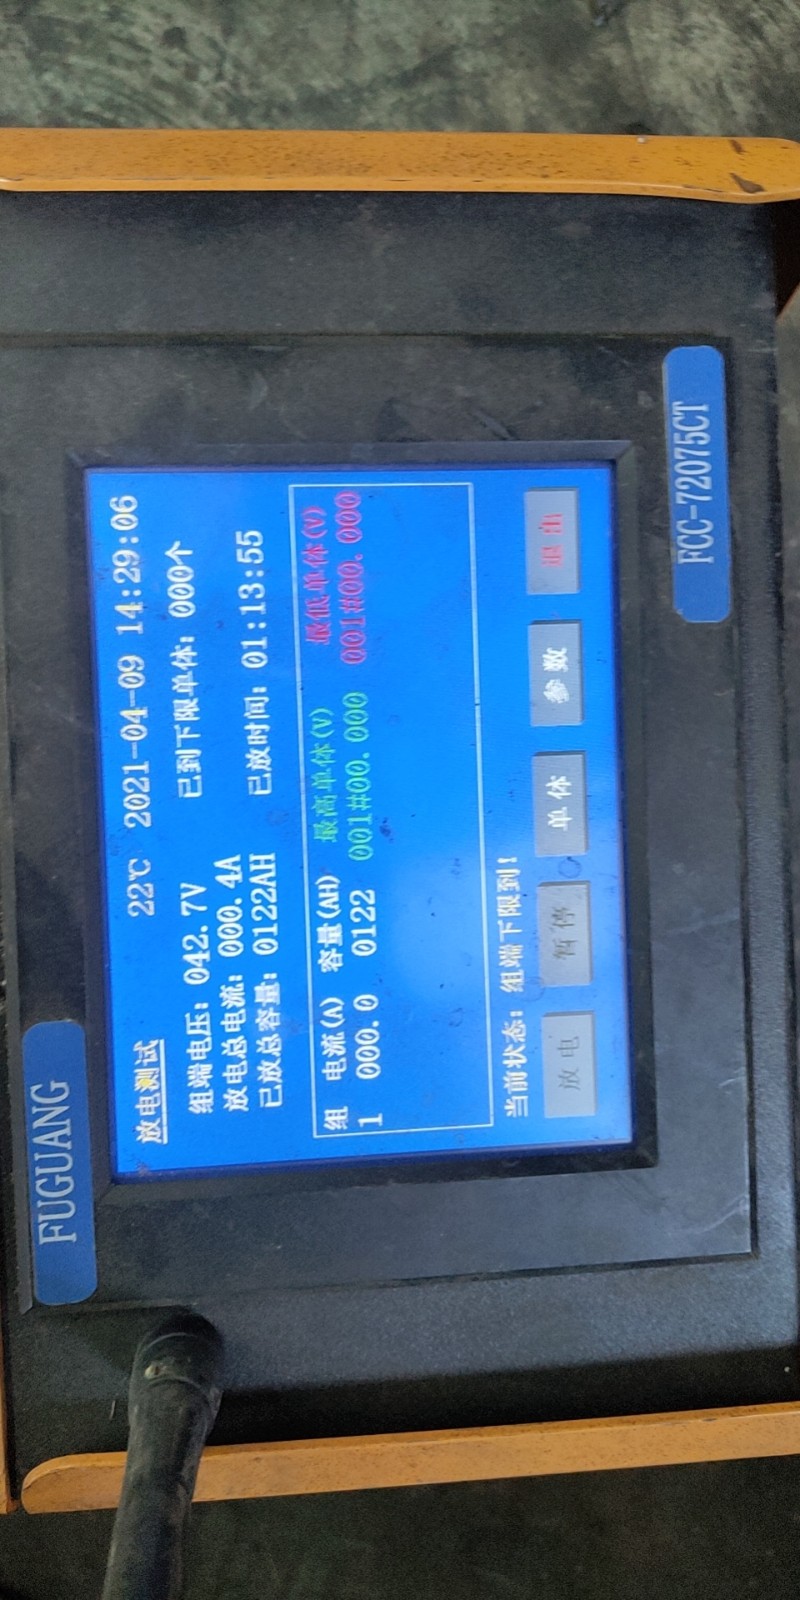 FUGUANG
放电测试 22℃ 2021-04-09 14:29:06
组端电压: 042.7V 已到下限单体: 000个
放电总电流: 000.4A
已放总容量: 0122AH 已放时间: 01:13:55
组 电流(A) 容量(AH) 最高单体(V) 最低单体(V)
1 000.0 0122 001#00.000 001#00.000
当前状态: 组端下限到!
放电 暂停 单体 参数 退出
FCC-72075CT